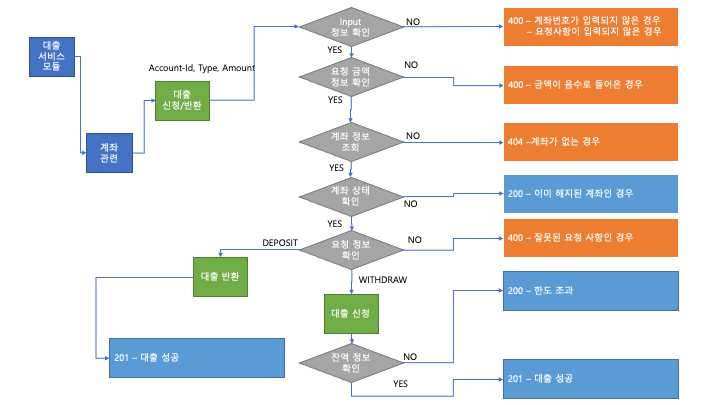 Input
정보 확인
NO
400 – 계좌번호가 입력되지 않은 경우
– 요청사항이 입력되지 않은 경우
대출
서비스
모듈
YES
Account-Id, Type, Amount
요청 금액
정보 확인
NO
400 – 금액이 음수로 들어온 경우
대출
신청/반환
YES
계좌 정보
조회
NO
404 –계좌가 없는 경우
계좌
관련
YES
계좌 상태
확인
NO
200 – 이미 해지된 계좌인 경우
YES
요청 정보
확인
NO
400 – 잘못된 요청 사항인 경우
DEPOSIT
대출 반환
WITHDRAW
200 – 한도 초과
대출 신청
201 – 대출 성공
잔액 정보
확인
NO
YES
201 – 대출 성공